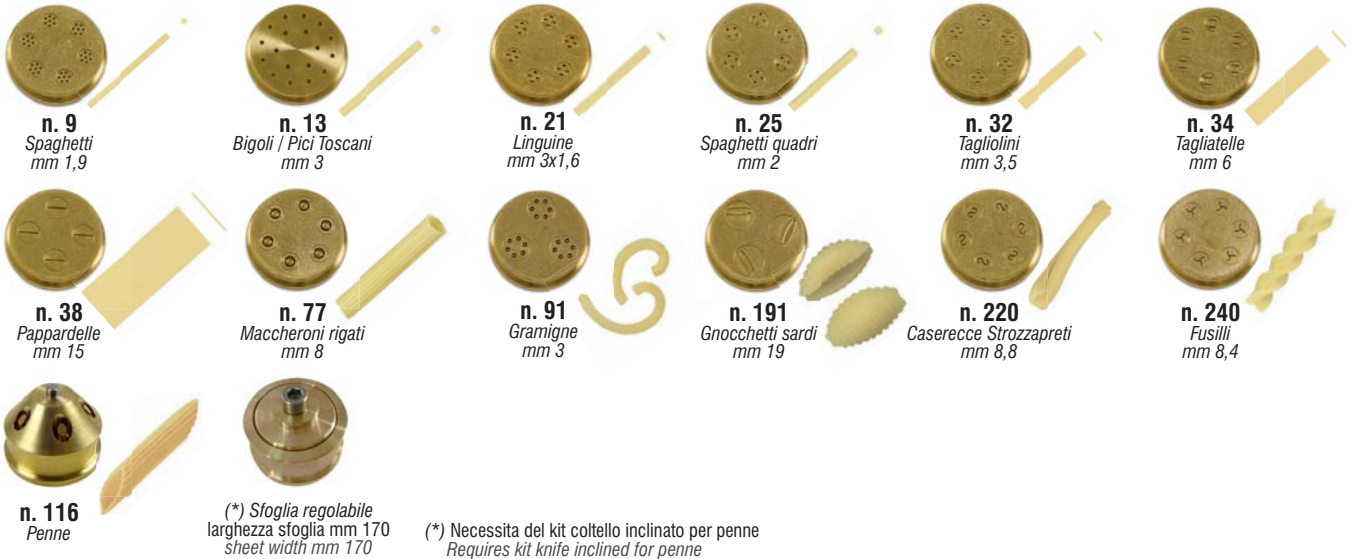 n. 9
Spaghetti
mm 1,9
n. 13
Bigoli / Pici Toscani
mm 3
n. 21
Linguine
mm 3x1,6
n. 25
Spaghetti quadri
mm 2
n. 32
Tagliolini
mm 3,5
n. 34
Tagliatelle
mm 6
n. 38
Pappardelle
mm 15
n. 77
Maccheroni rigati
mm 8
n. 91
Gramigne
mm 3
n. 191
Gnocchetti sardi
mm 19
n. 220
Caserecce Strozzapreti
mm 8,8
n. 240
Fusilli
mm 8,4
n. 116
Penne
(*) Sfoglia regolabile
larghezza sfoglia mm 170
sheet width mm 170
(*) Necessita del kit coltello inclinato per penne
Requires kit knife inclined for penne